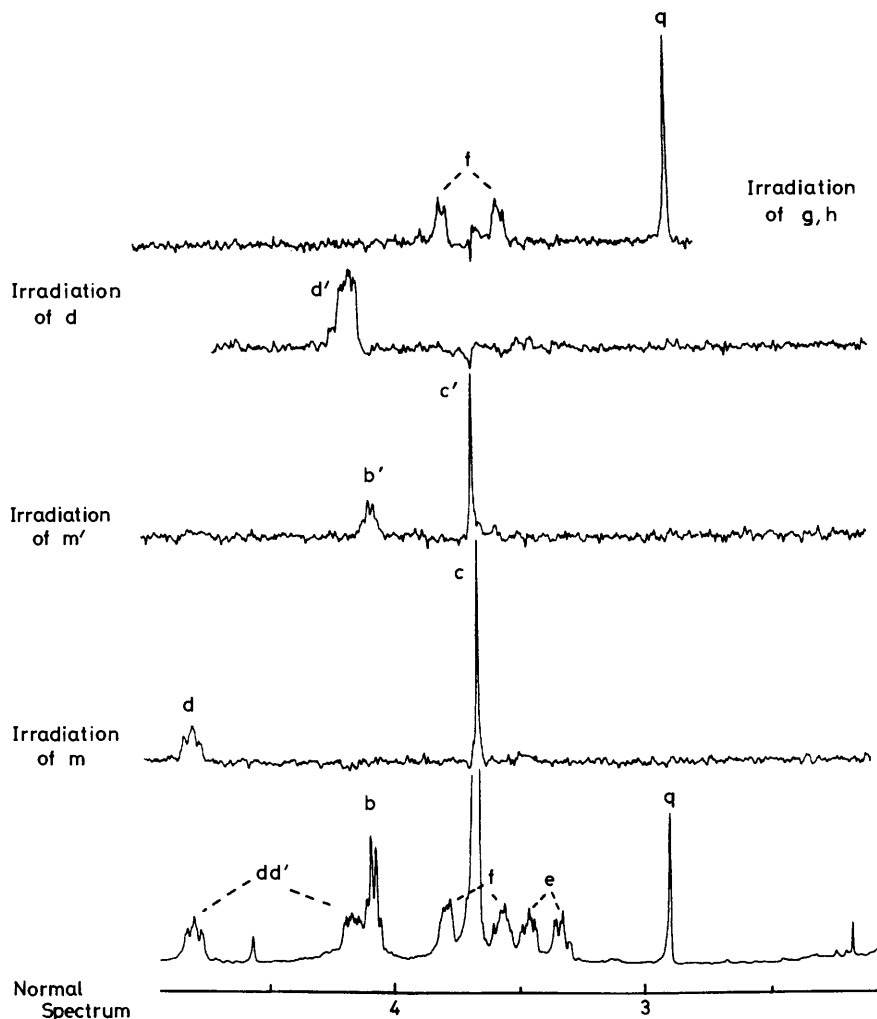 q
f
Irradiation
of g, h
Irradiation
of d
d'
c'
b'
Irradiation
of m'
c
d
Irradiation
of m
b
q
dd'
f
e
Normal
Spectrum
4
3